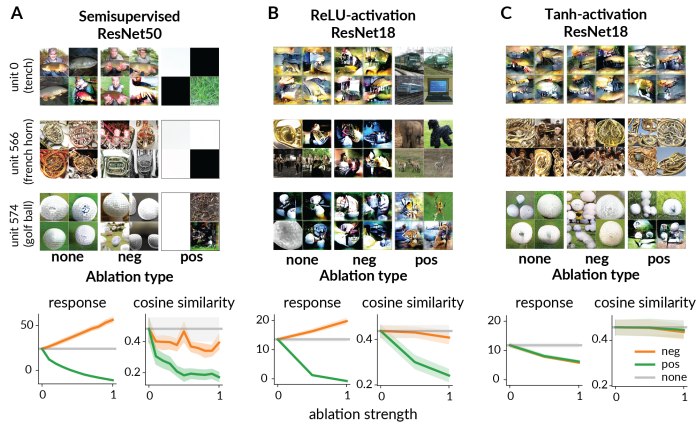 A
Semisupervised
ResNet50
B
ReLU-activation
ResNet18
C
Tanh-activation
ResNet18
unit 0
(tench)
unit 566
(french horn)
unit 574
(golf ball)
none neg pos
Ablation type
none neg pos
Ablation type
none neg pos
Ablation type
response
50
0
0 1
cosine similarity
0.4
0.2
0 1
response
20
10
0
0 1
cosine similarity
0.4
0.2
0 1
response
20
10
0
0 1
cosine similarity
0.4
0.2
0 1
neg
pos
none
ablation strength